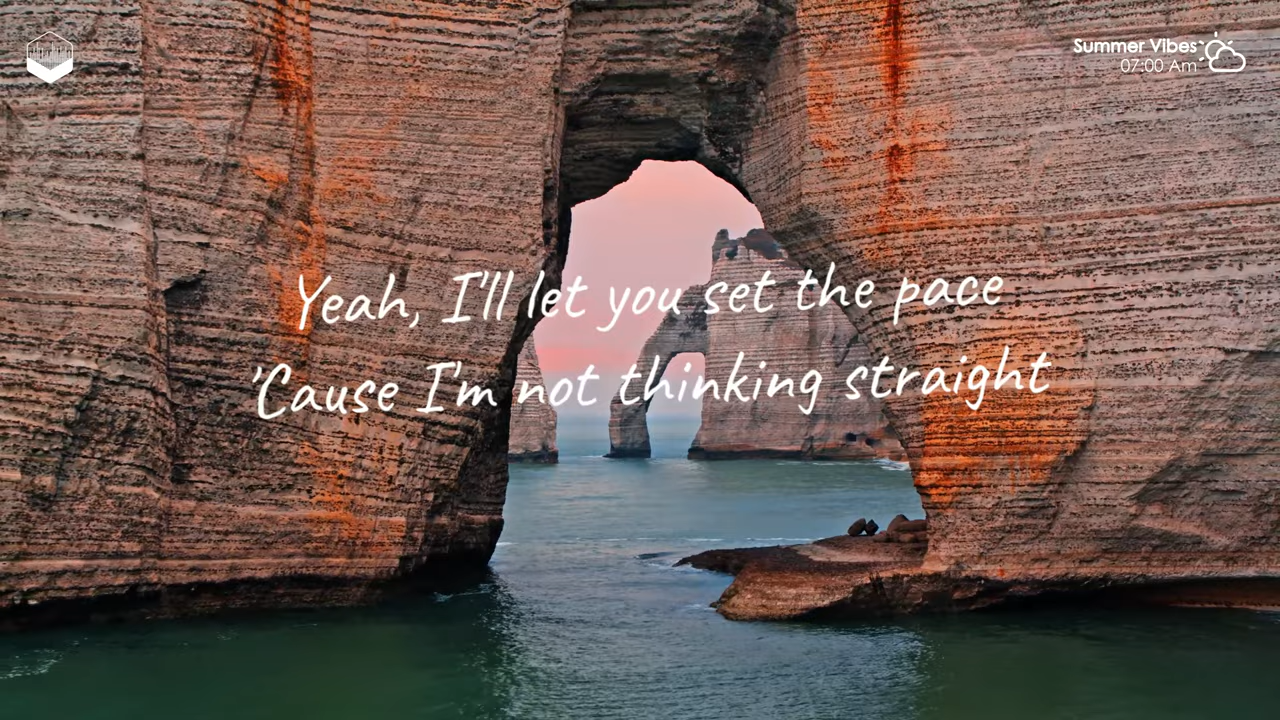 Summer Vibes
07:00 Am
Yeah, I'll let you set the pace
'Cause I'm not thinking straight